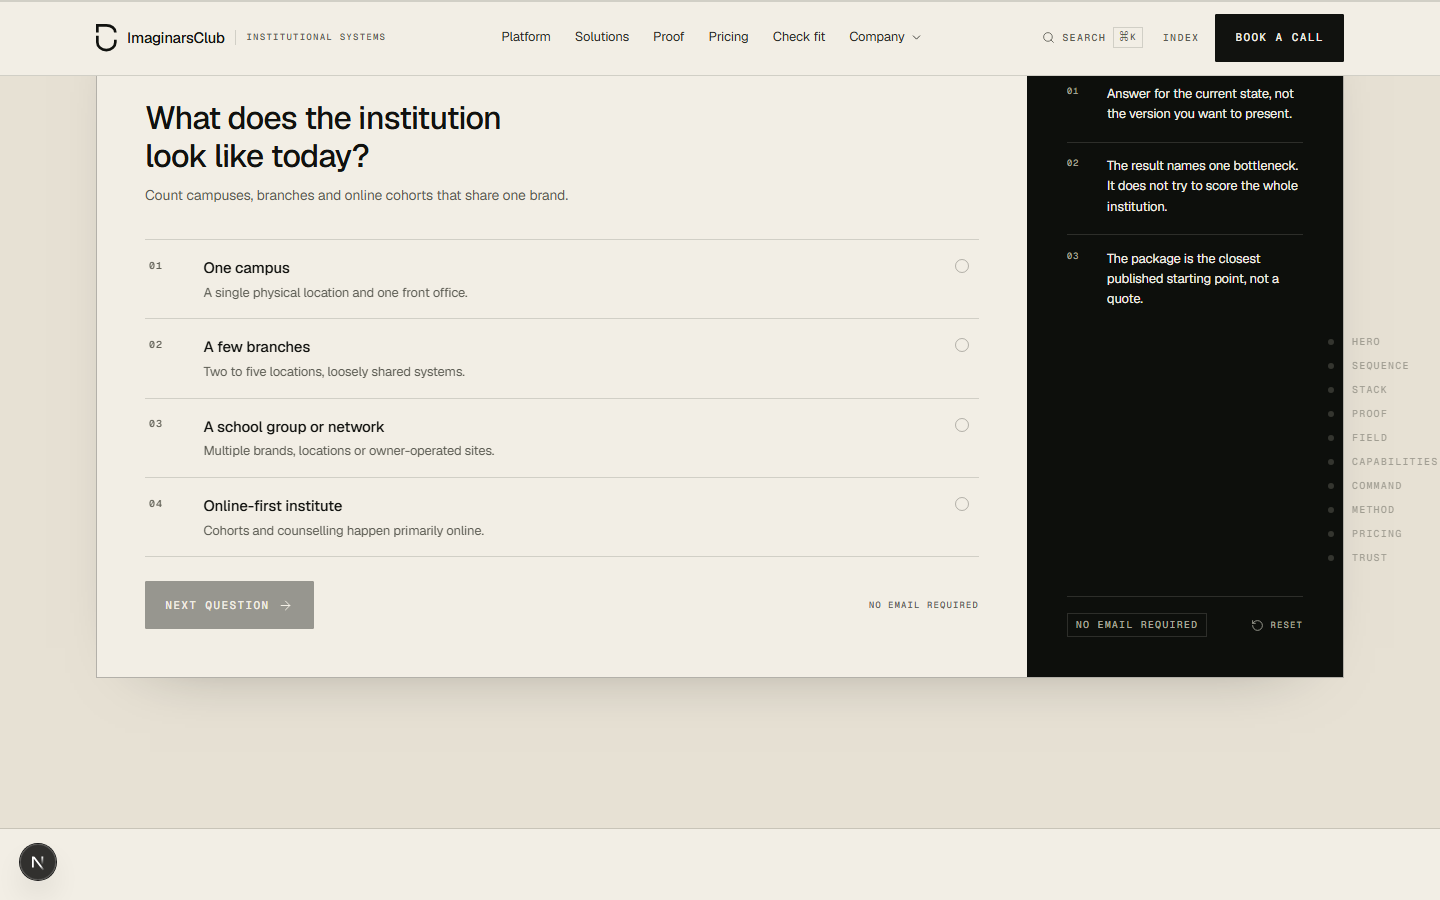 ImaginarsClub
INSTITUTIONAL SYSTEMS
Platform
Solutions
Proof
Pricing
Check fit
Company
SEARCH
⌘K
INDEX
BOOK A CALL
What does the institution
look like today?
Count campuses, branches and online cohorts that share one brand.
01
One campus
A single physical location and one front office.
02
A few branches
Two to five locations, loosely shared systems.
03
A school group or network
Multiple brands, locations or owner-operated sites.
04
Online-first institute
Cohorts and counselling happen primarily online.
NEXT QUESTION
NO EMAIL REQUIRED
01
Answer for the current state, not
the version you want to present.
02
The result names one bottleneck.
It does not try to score the whole
institution.
03
The package is the closest
published starting point, not a
quote.
NO EMAIL REQUIRED
RESET
HERO
SEQUENCE
STACK
PROOF
FIELD
CAPABILITIES
COMMAND
METHOD
PRICING
TRUST
N